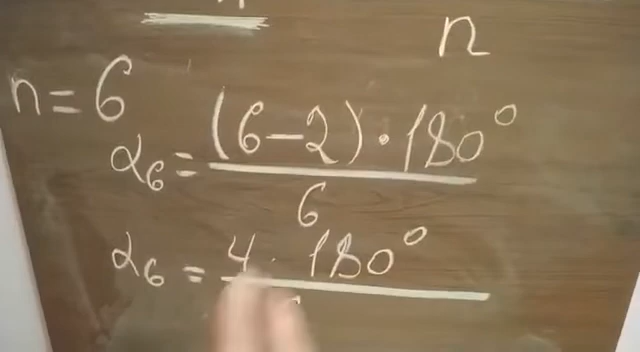 n
n = 6
α₆ = (6-2)·180° / 6
α₆ = 4·180°